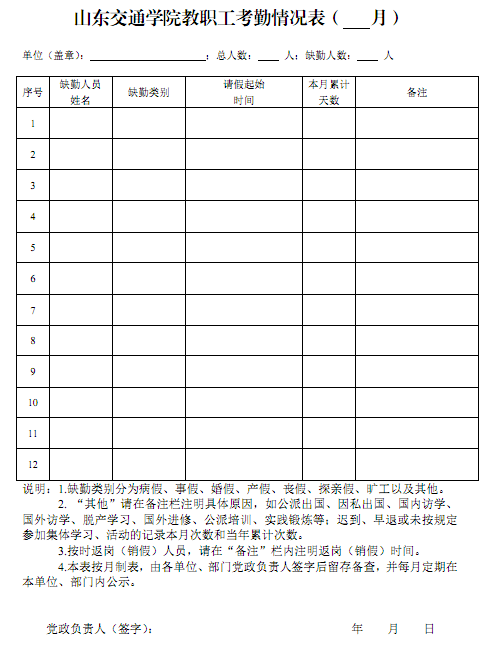 山东交通学院教职工考勤情况表（ ___月）
单位（盖章）：____________________；总人数：____ 人；缺勤人数：____ 人
序号 缺勤人员姓名 缺勤类别 请假起始时间 本月累计天数 备注
1
2
3
4
5
6
7
8
9
10
11
12
说明：1.缺勤类别分为病假、事假、婚假、产假、丧假、探亲假、旷工以及其他。
2. “其他”请在备注栏注明具体原因，如公派出国、因私出国、国内访学、
国外访学、脱产学习、国外进修、公派培训、实践锻炼等；迟到、早退或未按规定
参加集体学习、活动的记录本月次数和当年累计次数。
3.按时返岗（销假）人员，请在“备注”栏内注明返岗（销假）时间。
4.本表按月制表，由各单位、部门党政负责人签字后留存备查，并每月定期在
本单位、部门内公示。
党政负责人（签字）： 年 月 日